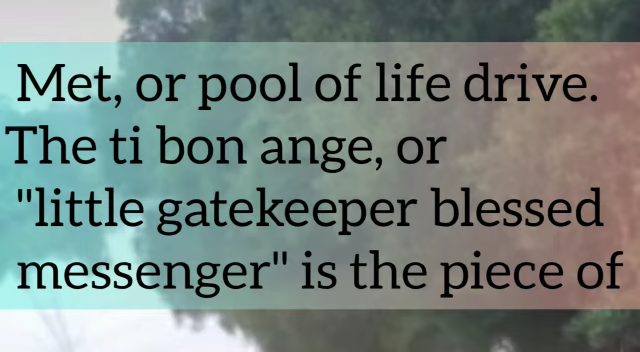 Met, or pool of life drive.
The ti bon ange, or
"little gatekeeper blessed
messenger" is the piece of